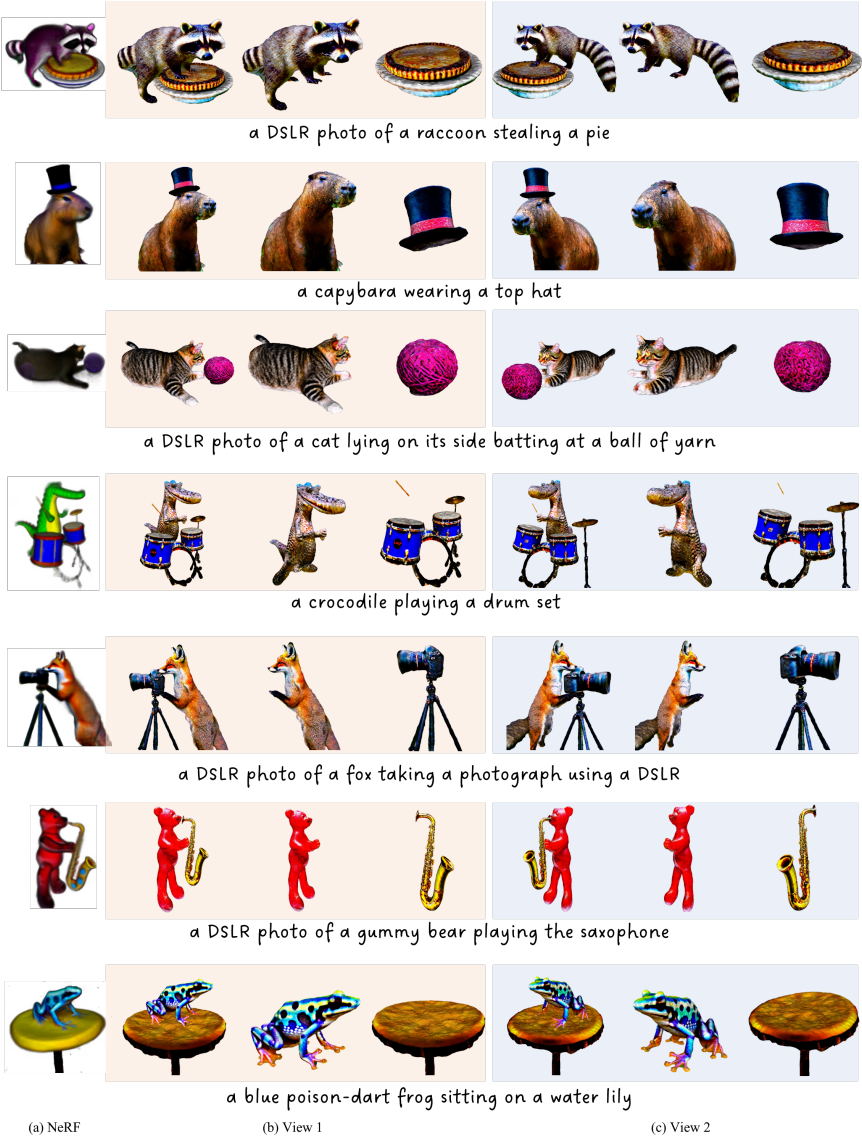 a DSLR photo of a raccoon stealing a pie
a capybara wearing a top hat
a DSLR photo of a cat lying on its side batting at a ball of yarn
a crocodile playing a drum set
a DSLR photo of a fox taking a photograph using a DSLR
a DSLR photo of a gummy bear playing the saxophone
a blue poison-dart frog sitting on a water lily
(a) NeRF (b) View 1 (c) View 2